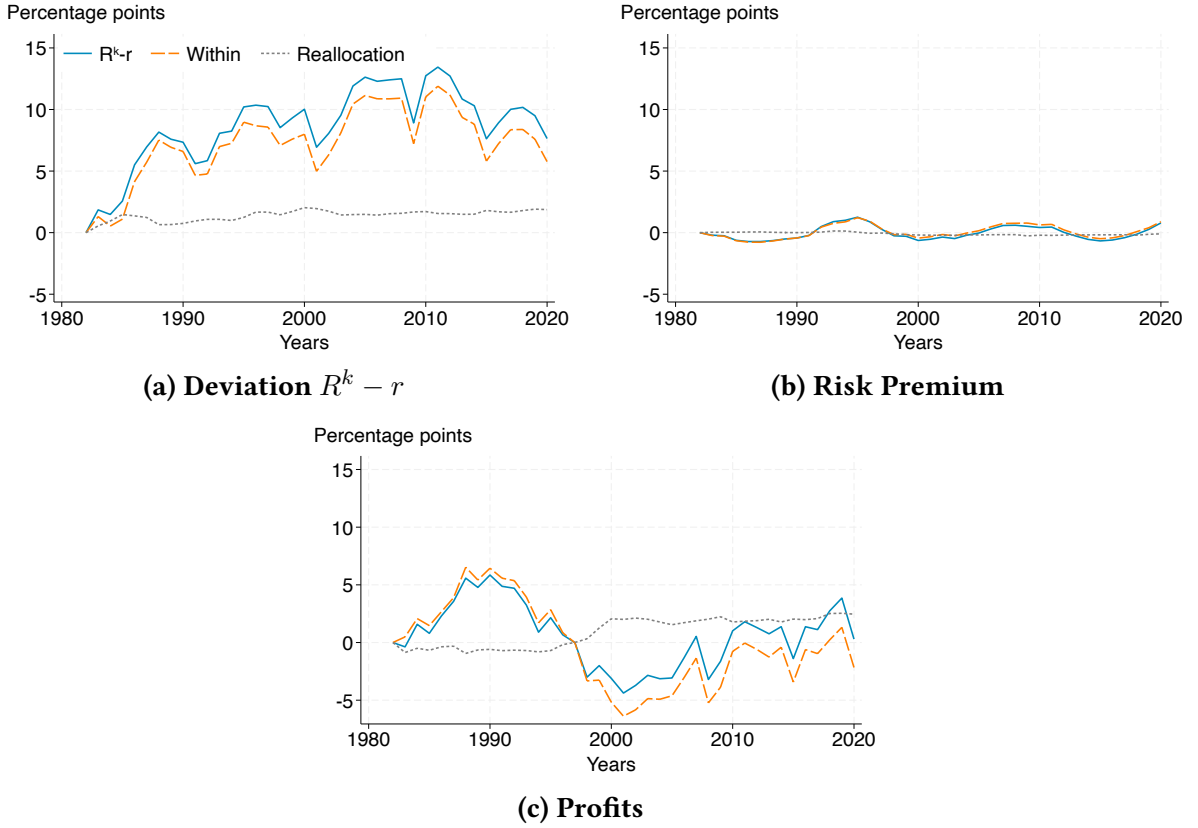 Percentage points
15
10
5
0
-5
Rᵏ-r Within Reallocation
1980 1990 2000 2010 2020
Years
(a) Deviation Rᵏ − r
Percentage points
15
10
5
0
-5
1980 1990 2000 2010 2020
Years
(b) Risk Premium
Percentage points
15
10
5
0
-5
1980 1990 2000 2010 2020
Years
(c) Profits